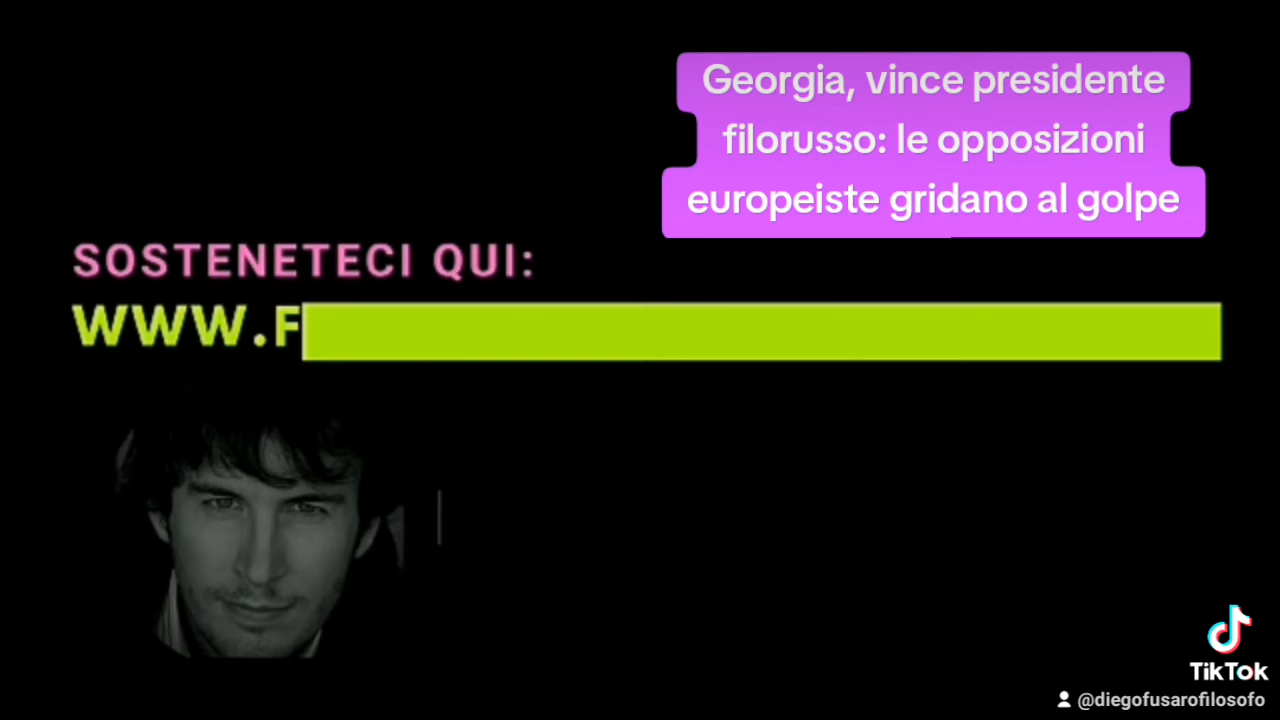 Georgia, vince presidente
filorusso: le opposizioni
europeiste gridano al golpe
SOSTENETECI QUI:
WWW.F
TikTok
@diegofusarofilosofo